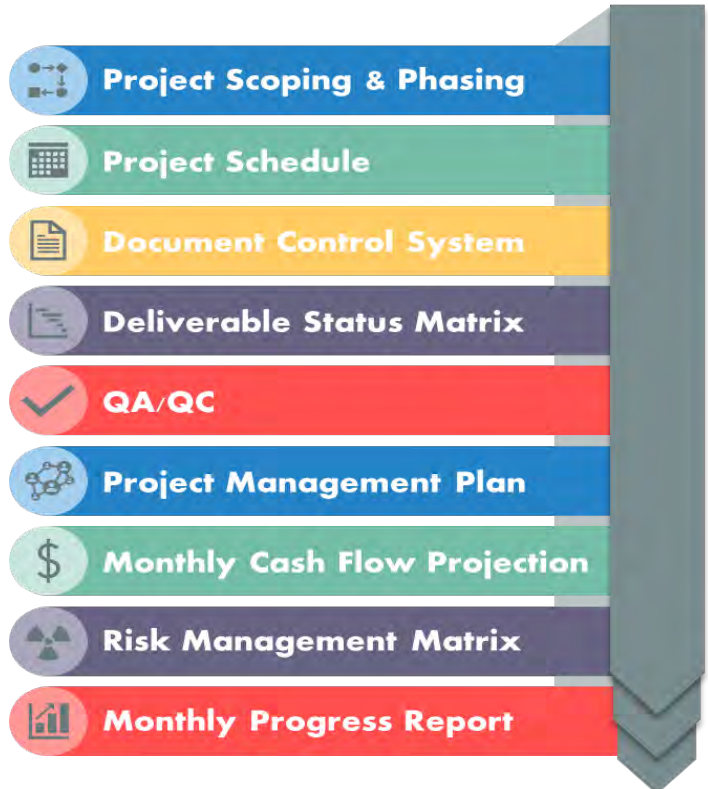 Project Scoping & Phasing
Project Schedule
Document Control System
Deliverable Status Matrix
QA/QC
Project Management Plan
$
Monthly Cash Flow Projection
Risk Management Matrix
Monthly Progress Report